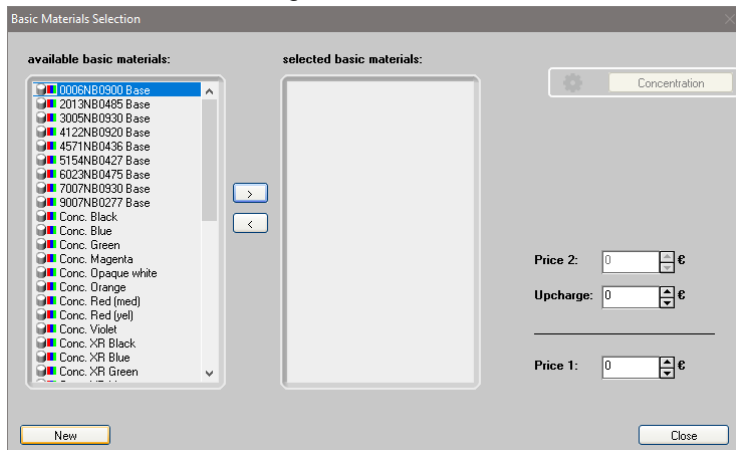 Basic Materials Selection
available basic materials:
selected basic materials:
0006NB0900 Base
2013NB0485 Base
3005NB0930 Base
4122NB0920 Base
4571NB0436 Base
5154NB0427 Base
6023NB0475 Base
7007NB0930 Base
9007NB0277 Base
Conc. Black
Conc. Blue
Conc. Green
Conc. Magenta
Conc. Opaque white
Conc. Orange
Conc. Red (med)
Conc. Red (yel)
Conc. Violet
Conc. XR Black
Conc. XR Blue
Conc. XR Green
>
<
Concentration
Price 2: 0 €
Upcharge: 0 €
Price 1: 0 €
New
Close